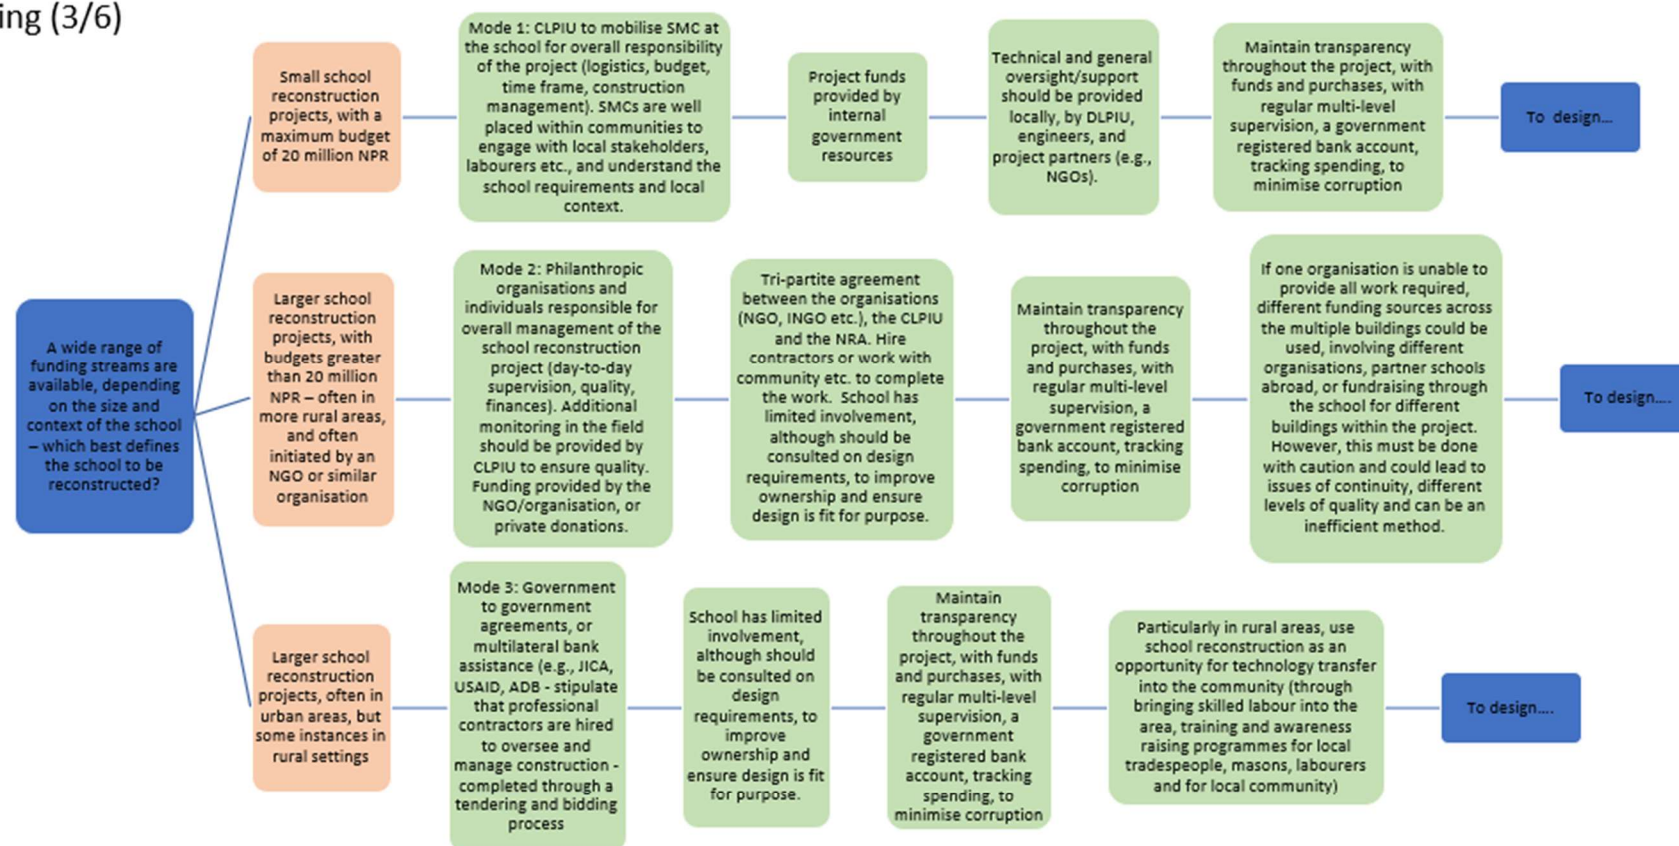 ing (3/6)
A wide range of
funding streams are
available, depending
on the size and
context of the school
– which best defines
the school to be
reconstructed?
Small school
reconstruction
projects, with a
maximum budget
of 20 million NPR
Mode 1: CLPIU to mobilise SMC at
the school for overall responsibility
of the project (logistics, budget,
time frame, construction
management). SMCs are well
placed within communities to
engage with local stakeholders,
labourers etc., and understand the
school requirements and local
context.
Project funds
provided by
internal
government
resources
Technical and general
oversight/support
should be provided
locally, by DLPIU,
engineers, and
project partners (e.g.,
NGOs).
Maintain transparency
throughout the project, with
funds and purchases, with
regular multi-level
supervision, a government
registered bank account,
tracking spending, to
minimise corruption
To design...
Larger school
reconstruction
projects, with
budgets greater
than 20 million
NPR – often in
more rural areas,
and often
initiated by an
NGO or similar
organisation
Mode 2: Philanthropic
organisations and
individuals responsible for
overall management of the
school reconstruction
project (day-to-day
supervision, quality,
finances). Additional
monitoring in the field
should be provided by
CLPIU to ensure quality.
Funding provided by the
NGO/organisation, or
private donations.
Tri-partite agreement
between the organisations
(NGO, INGO etc.), the CLPIU
and the NRA. Hire
contractors or work with
community etc. to complete
the work. School has
limited involvement,
although should be
consulted on design
requirements, to improve
ownership and ensure
design is fit for purpose.
Maintain transparency
throughout the
project, with funds
and purchases, with
regular multi-level
supervision, a
government registered
bank account, tracking
spending, to minimise
corruption
If one organisation is unable to
provide all work required,
different funding sources across
the multiple buildings could be
used, involving different
organisations, partner schools
abroad, or fundraising through
the school for different
buildings within the project.
However, this must be done
with caution and could lead to
issues of continuity, different
levels of quality and can be an
inefficient method.
To design....
Larger school
reconstruction
projects, often in
urban areas, but
some instances in
rural settings
Mode 3: Government
to government
agreements, or
multilateral bank
assistance (e.g., JICA,
USAID, ADB - stipulate
that professional
contractors are hired
to oversee and
manage construction -
completed through a
tendering and bidding
process
School has limited
involvement,
although should
be consulted on
design
requirements, to
improve
ownership and
ensure design is fit
for purpose.
Maintain
transparency
throughout the
project, with funds
and purchases, with
regular multi-level
supervision, a
government
registered bank
account, tracking
spending, to
minimise corruption
Particularly in rural areas, use
school reconstruction as an
opportunity for technology transfer
into the community (through
bringing skilled labour into the
area, training and awareness
raising programmes for local
tradespeople, masons, labourers
and for local community)
To design....